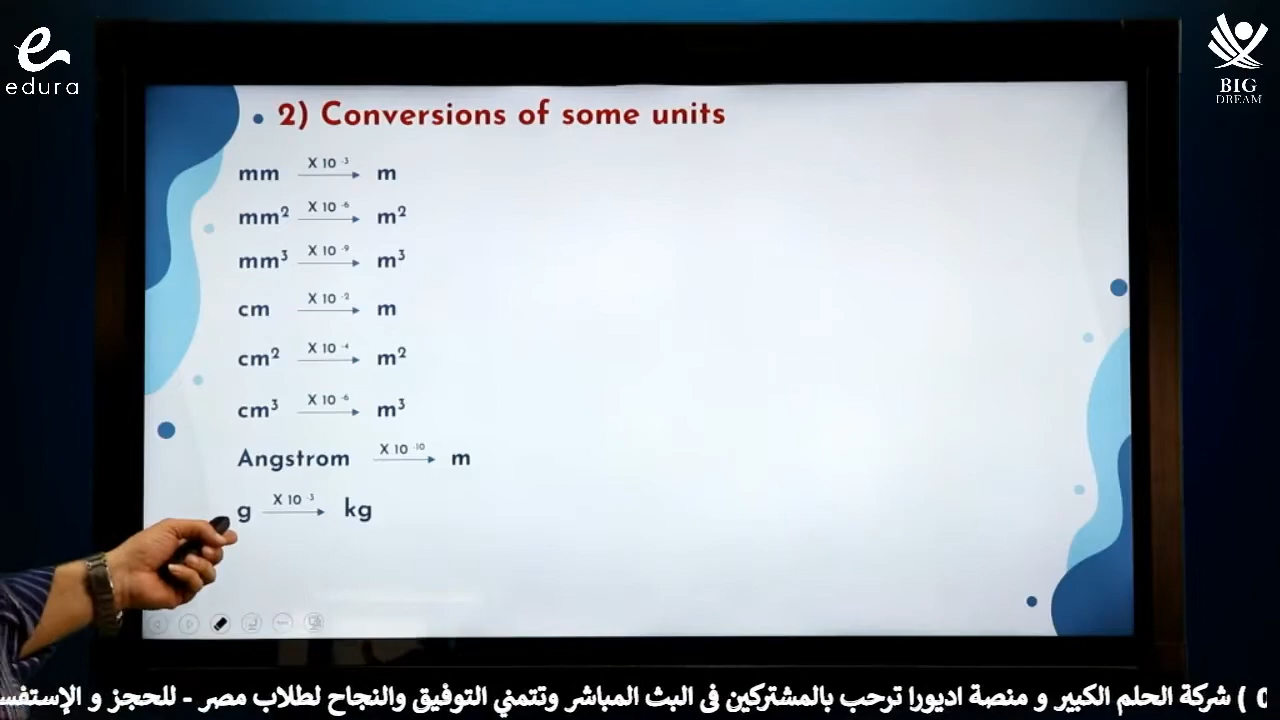 edura
BIG
DREAM
• 2) Conversions of some units
mm X 10 -3 m
mm² X 10 -6 m²
mm³ X 10 -9 m³
cm X 10 -2 m
cm² X 10 -4 m²
cm³ X 10 -6 m³
Angstrom X 10 -10 m
g X 10 -3 kg
) شركة الحلم الكبير و منصة اديورا ترحب بالمشتركين فى البث المباشر وتتمني التوفيق والنجاح لطلاب مصر - للحجز و